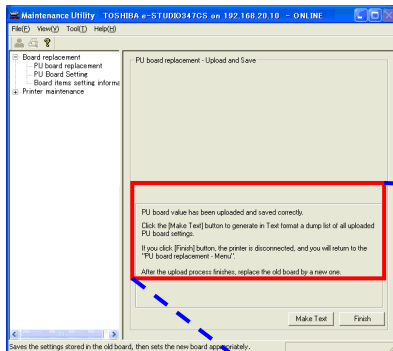 Maintenance Utility TOSHIBA e-STUDIO347CS on 192.168.20.10 - ONLINE
File(F) View(V) Tool(T) Help(H)
Board replacement
PU board replacement
PU Board Setting
Board items setting informa
Printer maintenance
PU board replacement - Upload and Save
PU board value has been uploaded and saved correctly.
Click the [Make Text] button to generate in Text format a dump list of all uploaded
PU board settings.
If you click [Finish] button, the printer is disconnected, and you will return to the
"PU board replacement - Menu".
After the upload process finishes, replace the old board by a new one.
Make Text Finish
Saves the settings stored in the old board, then sets the new board appropriately.